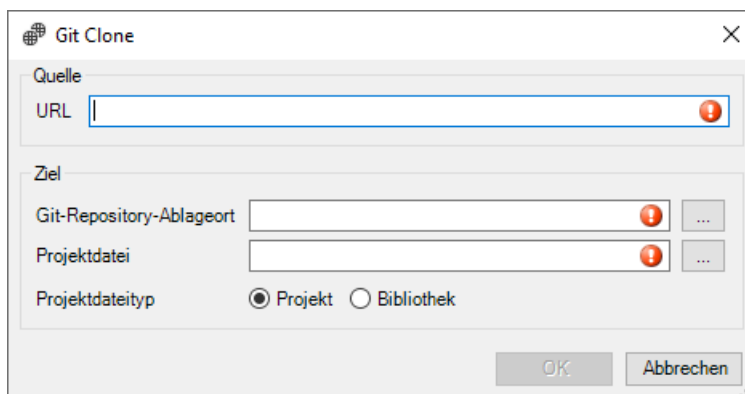 Git Clone
Quelle
URL
Ziel
Git-Repository-Ablageort
...
Projektdatei
...
Projektdateityp Projekt Bibliothek
OK Abbrechen